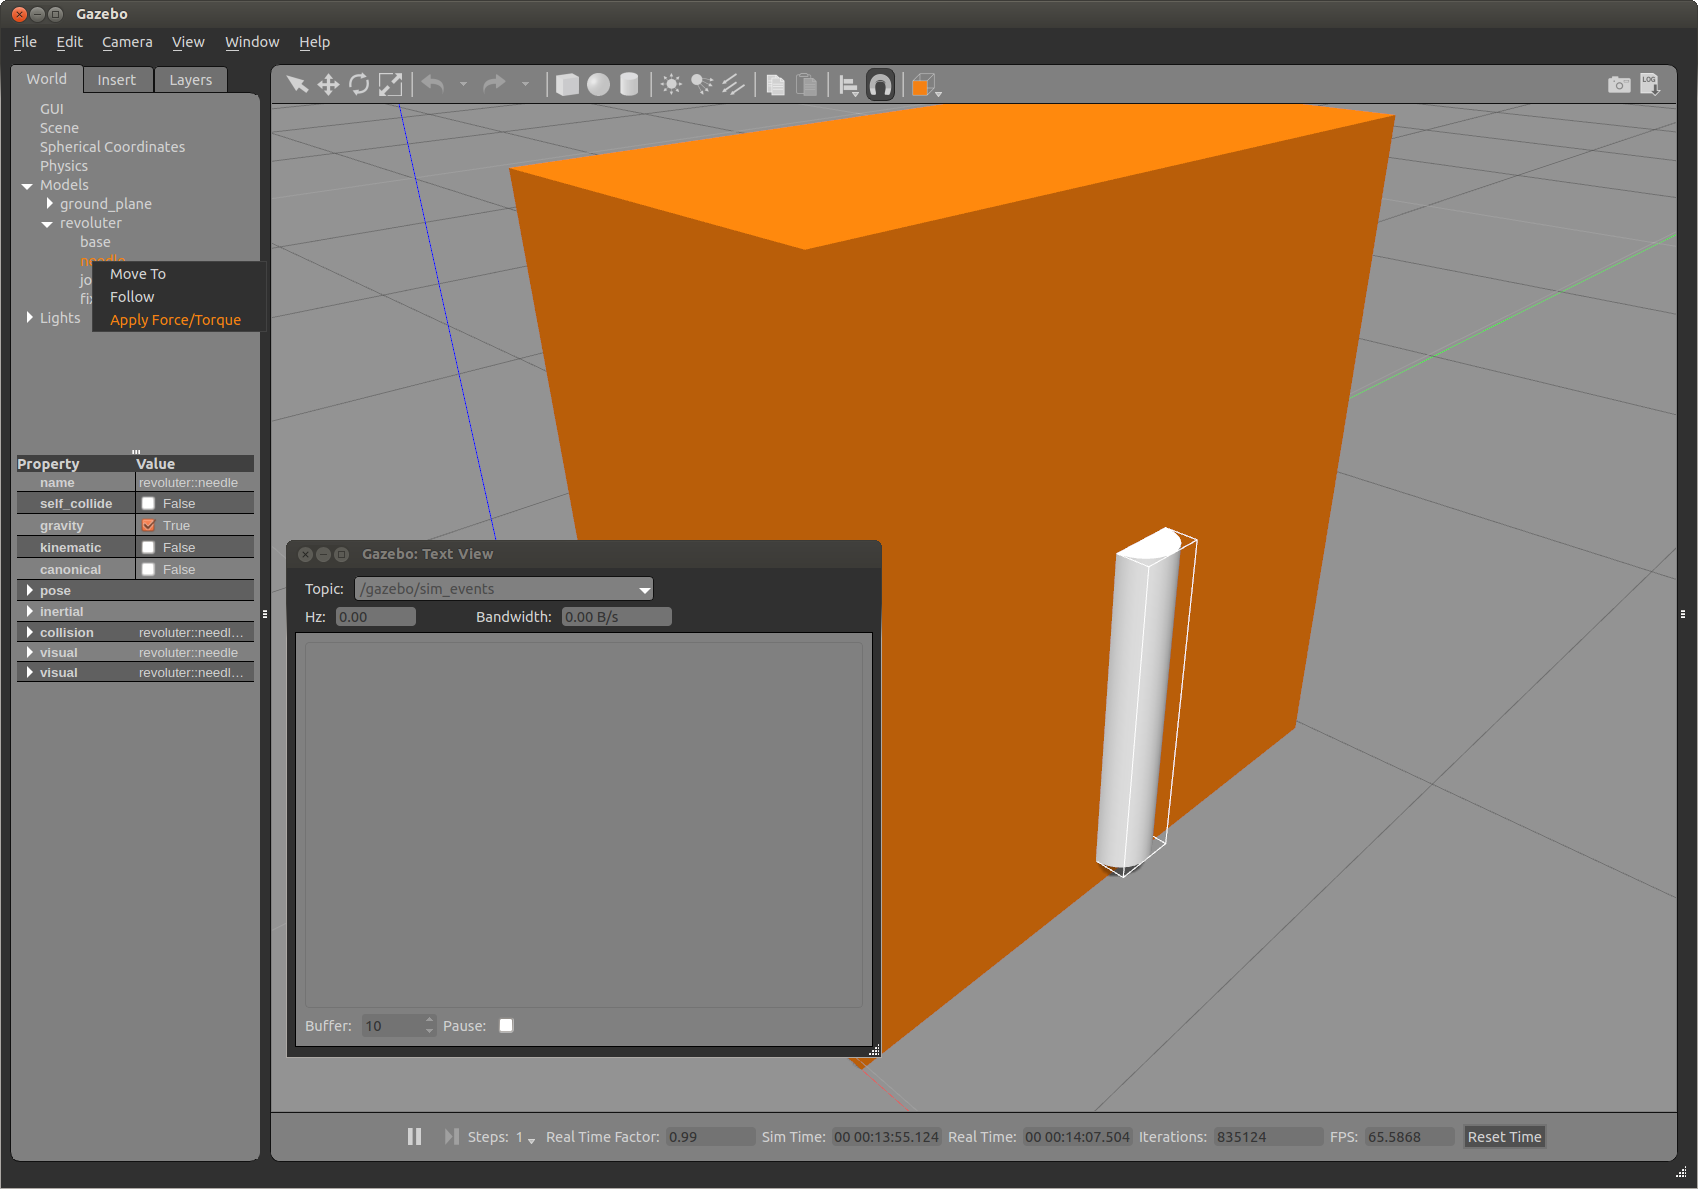 Gazebo
File Edit Camera View Window Help
World Insert Layers
LOG
GUI
Scene
Spherical Coordinates
Physics
Models
ground_plane
revoluter
base
needle
Move To
jo
Follow
fix
Apply Force/Torque
Lights
Property Value
name revoluter::needle
self_collide False
gravity True
kinematic False
canonical False
pose
inertial
collision revoluter::needl...
visual revoluter::needle
visual revoluter::needl...
Gazebo: Text View
Topic: /gazebo/sim_events
Hz: 0.00 Bandwidth: 0.00 B/s
Buffer: 10 Pause:
Steps: 1 Real Time Factor: 0.99 Sim Time: 00 00:13:55.124 Real Time: 00 00:14:07.504 Iterations: 835124 FPS: 65.5868 Reset Time